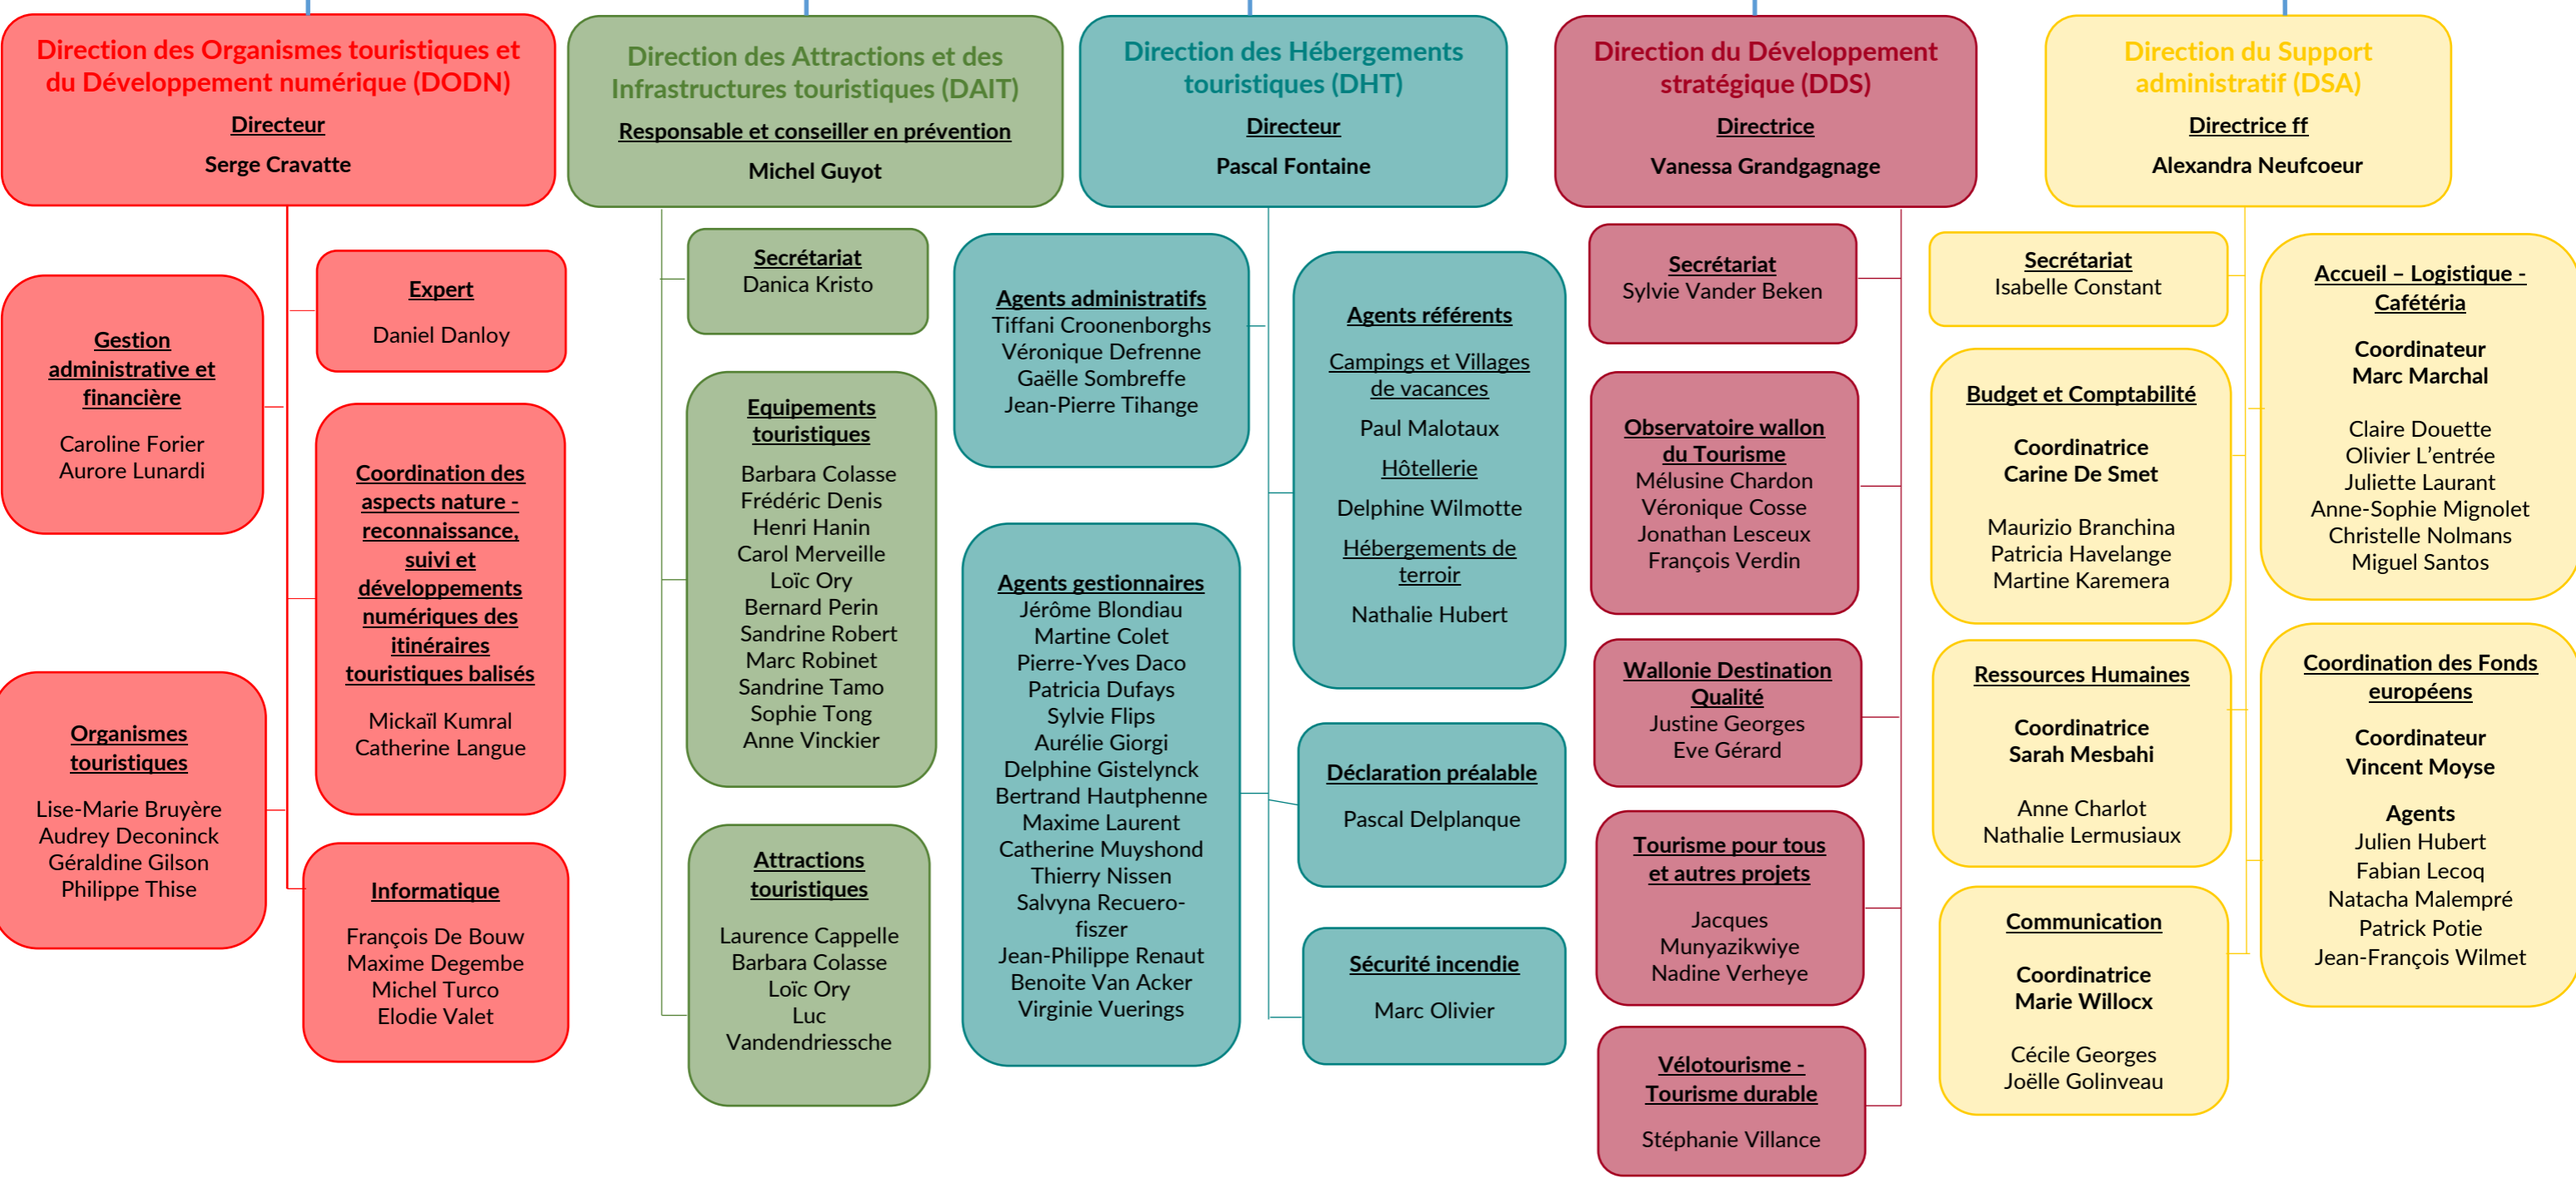 Direction des Organismes touristiques et
du Développement numérique (DODN)
Directeur
Serge Cravatte
Gestion
administrative et
financière
Caroline Forier
Aurore Lunardi
Organismes
touristiques
Lise-Marie Bruyère
Audrey Deconinck
Géraldine Gilson
Philippe Thise
Expert
Daniel Danloy
Coordination des
aspects nature -
reconnaissance,
suivi et
développements
numériques des
itinéraires
touristiques balisés
Mickaïl Kumral
Catherine Langue
Informatique
François De Bouw
Maxime Degembe
Michel Turco
Elodie Valet
Direction des Attractions et des
Infrastructures touristiques (DAIT)
Responsable et conseiller en prévention
Michel Guyot
Secrétariat
Danica Kristo
Equipements
touristiques
Barbara Colasse
Frédéric Denis
Henri Hanin
Carol Merveille
Loïc Ory
Bernard Perin
Sandrine Robert
Marc Robinet
Sandrine Tamo
Sophie Tong
Anne Vinckier
Attractions
touristiques
Laurence Cappelle
Barbara Colasse
Loïc Ory
Luc
Vandendriessche
Direction des Hébergements
touristiques (DHT)
Directeur
Pascal Fontaine
Agents administratifs
Tiffani Croonenborghs
Véronique Defrenne
Gaëlle Sombreffe
Jean-Pierre Tihange
Agents gestionnaires
Jérôme Blondiau
Martine Colet
Pierre-Yves Daco
Patricia Dufays
Sylvie Flips
Aurélie Giorgi
Delphine Gistelynck
Bertrand Hautphenne
Maxime Laurent
Catherine Muyshond
Thierry Nissen
Salvyna Recuero-
fiszer
Jean-Philippe Renaut
Benoite Van Acker
Virginie Vuerings
Agents référents
Campings et Villages
de vacances
Paul Malotaux
Hôtellerie
Delphine Wilmotte
Hébergements de
terroir
Nathalie Hubert
Déclaration préalable
Pascal Delplanque
Sécurité incendie
Marc Olivier
Direction du Développement
stratégique (DDS)
Directrice
Vanessa Grandgagnage
Secrétariat
Sylvie Vander Beken
Observatoire wallon
du Tourisme
Mélusine Chardon
Véronique Cosse
Jonathan Lesceux
François Verdin
Wallonie Destination
Qualité
Justine Georges
Eve Gérard
Tourisme pour tous
et autres projets
Jacques
Munyazikwiye
Nadine Verheye
Vélotourisme -
Tourisme durable
Stéphanie Villance
Direction du Support
administratif (DSA)
Directrice ff
Alexandra Neufcoeur
Secrétariat
Isabelle Constant
Budget et Comptabilité
Coordinatrice
Carine De Smet
Maurizio Branchina
Patricia Havelange
Martine Karemera
Ressources Humaines
Coordinatrice
Sarah Mesbahi
Anne Charlot
Nathalie Lermusiaux
Communication
Coordinatrice
Marie Willocx
Cécile Georges
Joëlle Golinveau
Accueil – Logistique -
Cafétéria
Coordinateur
Marc Marchal
Claire Douette
Olivier L’entrée
Juliette Laurant
Anne-Sophie Mignolet
Christelle Nolmans
Miguel Santos
Coordination des Fonds
européens
Coordinateur
Vincent Moyse
Agents
Julien Hubert
Fabian Lecoq
Natacha Malempré
Patrick Potie
Jean-François Wilmet